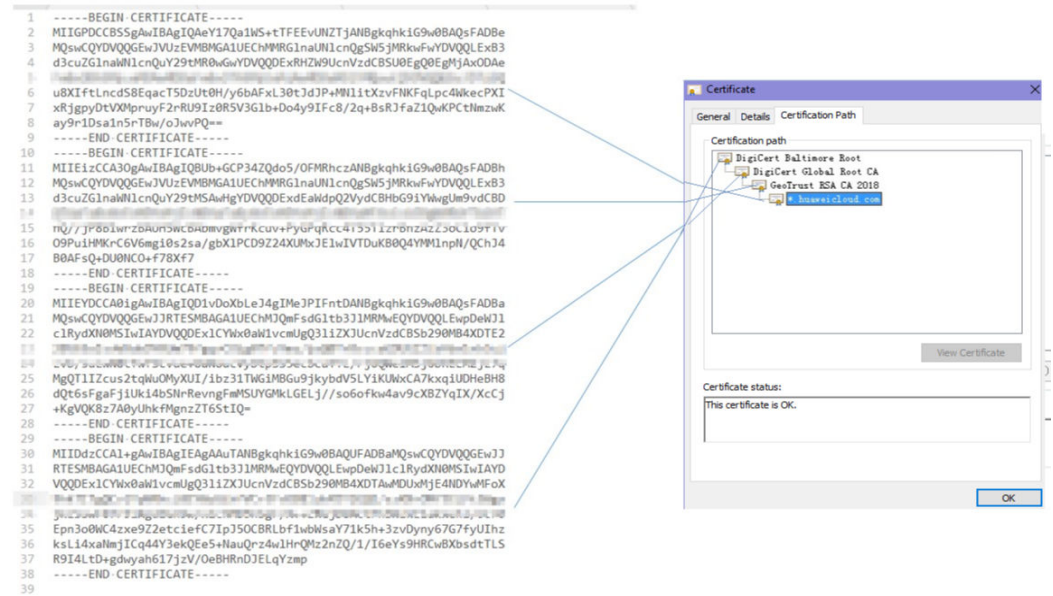 1 -----BEGIN CERTIFICATE-----
2 MIIGPDCCBSSgAwIBAgIQAeY17Qa1WS+tTFEEvUNZTjANBgkqhkiG9w0BAQsFADBe
3 MQswCQYDVQQGEwJVUzEVMBMGA1UEChMMRGlnaUNlcnQgSW5jMRkwFwYDVQQLExB3
4 d3cuZGlnaWNlcnQuY29tMR0wGwYDVQQDExRHZW9UcnVzdCBSU0EgQ0EgMjAxODAe
6 u8XIftLncdS8EqacT5DzUt0H/y6bAFxL30tJdJP+MNlitXzvFNKFqLpc4WkecPXI
7 xRjgpyDtVXMpruyF2rRU9Iz0R5V3Glb+Do4y9IFc8/2q+BsRJfaZ1QwKPCtNmzwK
8 ay9r1Dsa1n5rTBw/oJwvPQ==
9 -----END CERTIFICATE-----
10 -----BEGIN CERTIFICATE-----
11 MIIEizCCA3OgAwIBAgIQBUb+GCP34ZQdo5/OFMRhczANBgkqhkiG9w0BAQsFADBh
12 MQswCQYDVQQGEwJVUzEVMBMGA1UEChMMRGlnaUNlcnQgSW5jMRkwFwYDVQQLExB3
13 d3cuZGlnaWNlcnQuY29tMSAwHgYDVQQDExdEaWdpQ2VydCBHbG9iYWwgUm9vdCBD
15
16 O9PuiHMKrC6V6mgi0s2sa/gbXlPCD9Z24XUMxJElwIVTDuKB0Q4YMMlnpN/QChJ4
17 B0AFsQ+DU0NCO+f78Xf7
18 -----END CERTIFICATE-----
19 -----BEGIN CERTIFICATE-----
20 MIIEYDCCA0igAwIBAgIQD1vDoXbLeJ4gIMeJPIFntDANBgkqhkiG9w0BAQsFADBa
21 MQswCQYDVQQGEwJJRTESMBAGA1UEChMJQmFsdGltb3JlMRMwEQYDVQQLEwpDeWJl
22 clRydXN0MSIwIAYDVQQDExlCYWx0aW1vcmUgQ3liZXJUcnVzdCBSb290MB4XDTE2
25 MgQTlIZcus2tqWuOMyXUI/ibz31TWGiMBGu9jkybdV5LYiKUWxCA7kxqiUDHeBH8
26 dQt6sFgaFjiUki4bSNrRevngFmMSUYGMkLGELj//so6ofkw4av9cXBZYqIX/XcCj
27 +KgVQK8z7A0yUhkfMgnzZT6StIQ=
28 -----END CERTIFICATE-----
29 -----BEGIN CERTIFICATE-----
30 MIIDdzCCAl+gAwIBAgIEAgAAuTANBgkqhkiG9w0BAQUFADBaMQswCQYDVQQGEwJJ
31 RTESMBAGA1UEChMJQmFsdGltb3JlMRMwEQYDVQQLEwpDeWJlclRydXN0MSIwIAYD
32 VQQDExlCYWx0aW1vcmUgQ3liZXJUcnVzdCBSb290MB4XDTAwMDUxMjE4NDYwMFoX
35 Epn3o0WC4zxe9Z2etciefC7IpJ5OCBRLbf1wbWsaY71k5h+3zvDyny67G7fyUIhz
36 ksLi4xaNmjICq44Y3ekQEe5+NauQrz4wlHrQMz2nZQ/1/I6eYs9HRCwBXbsdtTLS
37 R9I4LtD+gdwyah617jzV/OeBHRnDJELqYzmp
38 -----END CERTIFICATE-----
39
Certificate
General Details Certification Path
Certification path
DigiCert Baltimore Root
DigiCert Global Root CA
GeoTrust RSA CA 2018
*.huaweicloud.com
View Certificate
Certificate status:
This certificate is OK.
OK